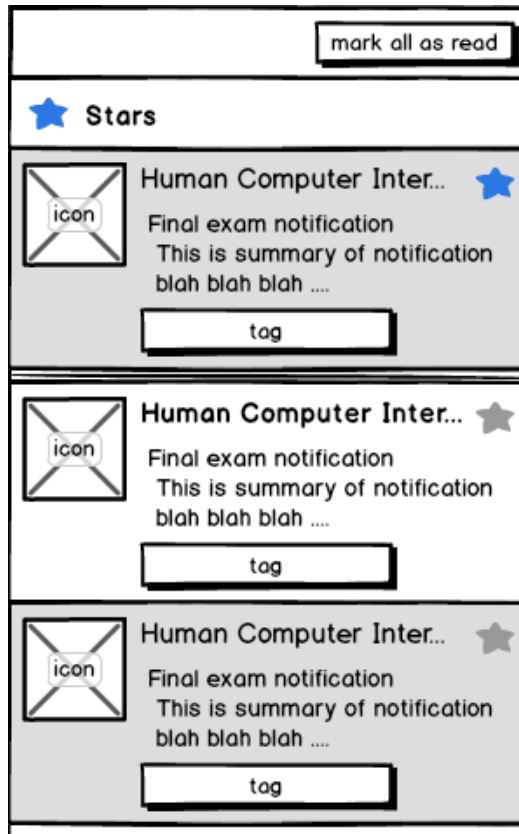 mark all as read
Stars
Human Computer Inter...
icon
Final exam notification
This is summary of notification
blah blah blah ....
tag
Human Computer Inter...
icon
Final exam notification
This is summary of notification
blah blah blah ....
tag
Human Computer Inter...
icon
Final exam notification
This is summary of notification
blah blah blah ....
tag